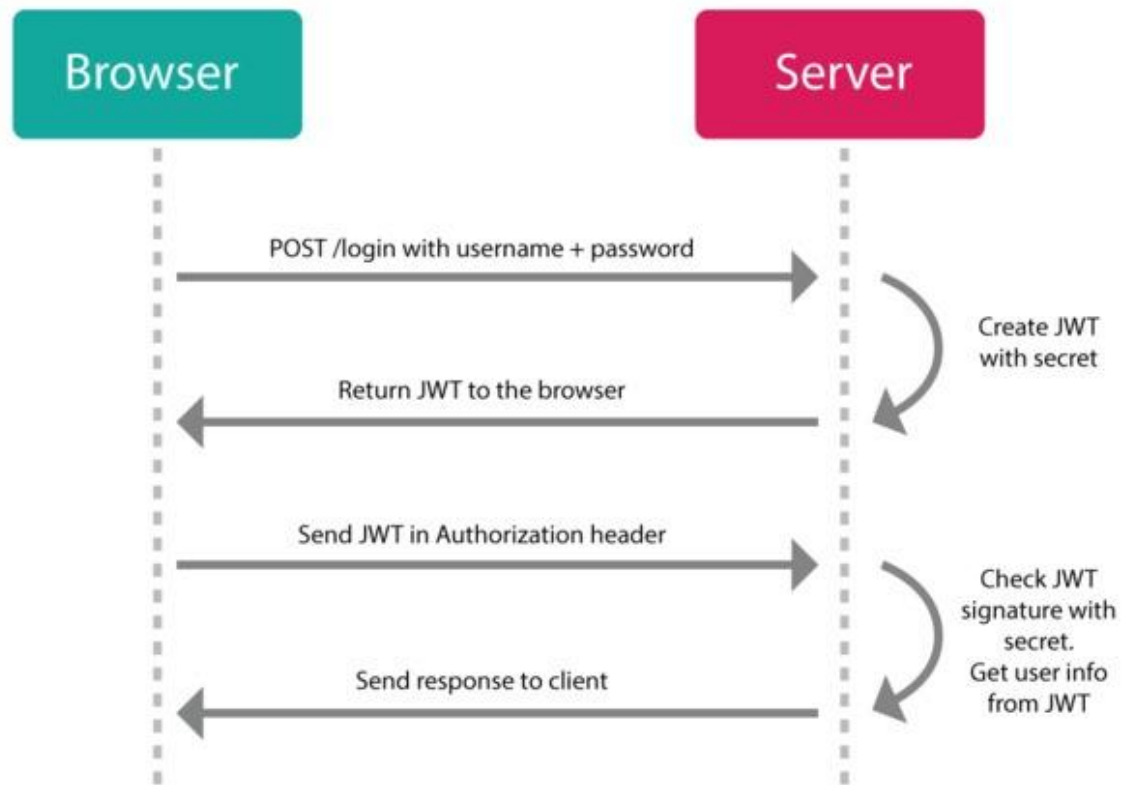 Browser
Server
POST /login with username + password
Create JWT
with secret
Return JWT to the browser
Send JWT in Authorization header
Check JWT
signature with
secret.
Get user info
from JWT
Send response to client